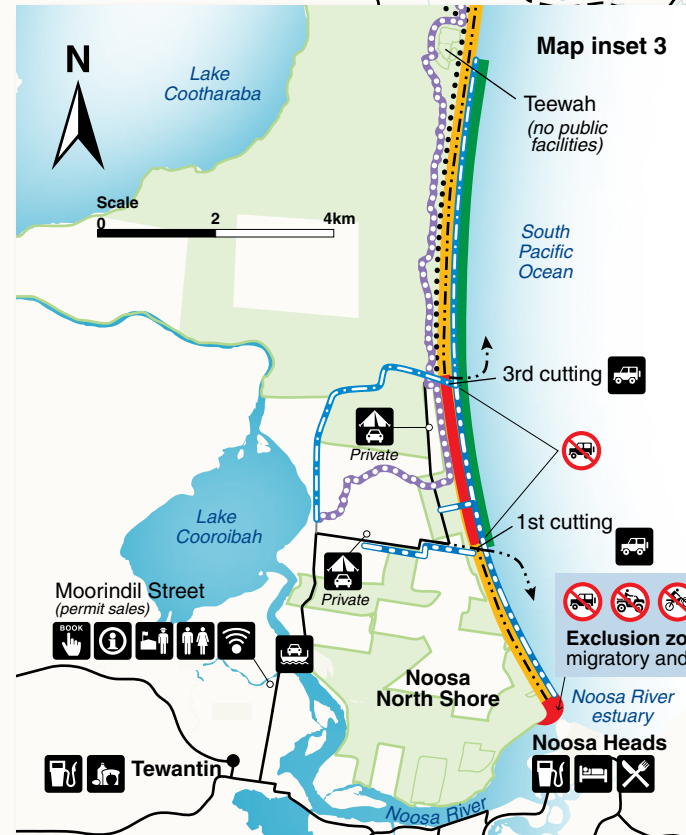 Map inset 3
N
Lake
Cootharaba
Teewah
(no public
facilities)
Scale
0 2 4km
South
Pacific
Ocean
3rd cutting
Private
Lake
Cooroibah
1st cutting
Private
Moorindil Street
(permit sales)
BOOK
Exclusion zo
migratory and
Noosa
North Shore
Noosa River
estuary
Noosa Heads
Tewantin
Noosa River